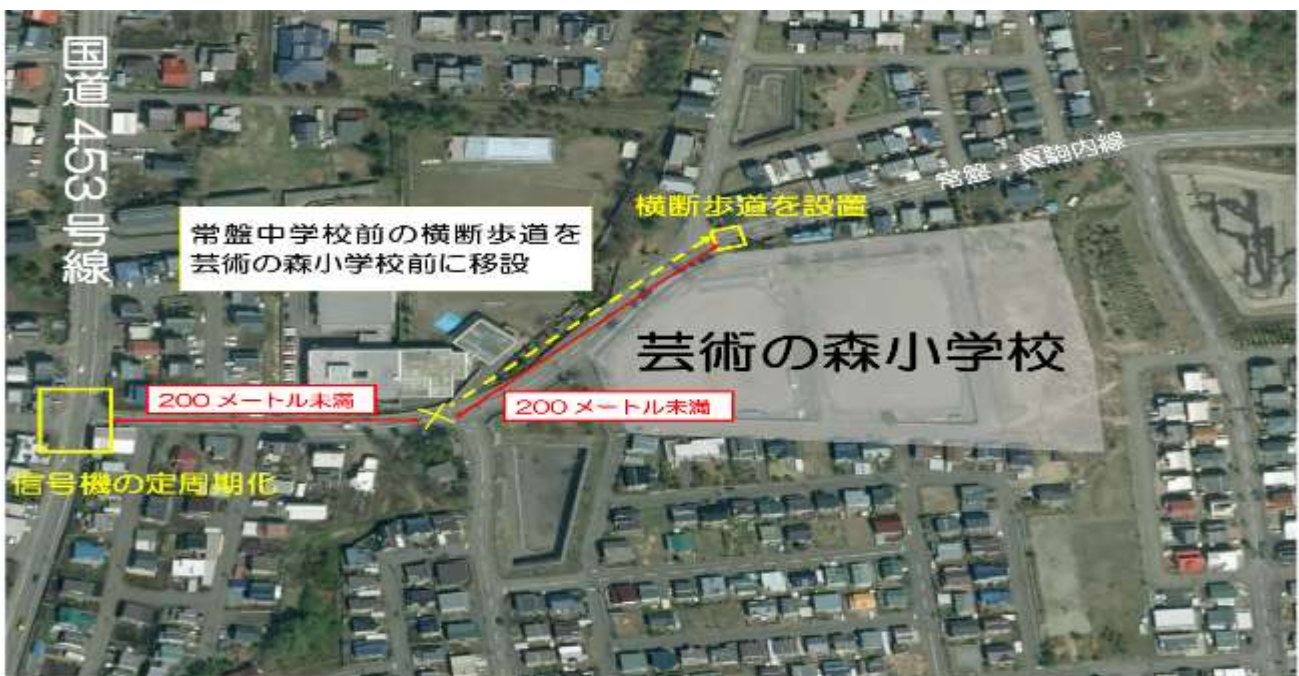 国道453号線
常盤中学校前の横断歩道を
芸術の森小学校前に移設
横断歩道を設置
常盤・真駒内線
芸術の森小学校
200メートル未満
200メートル未満
信号機の定周期化